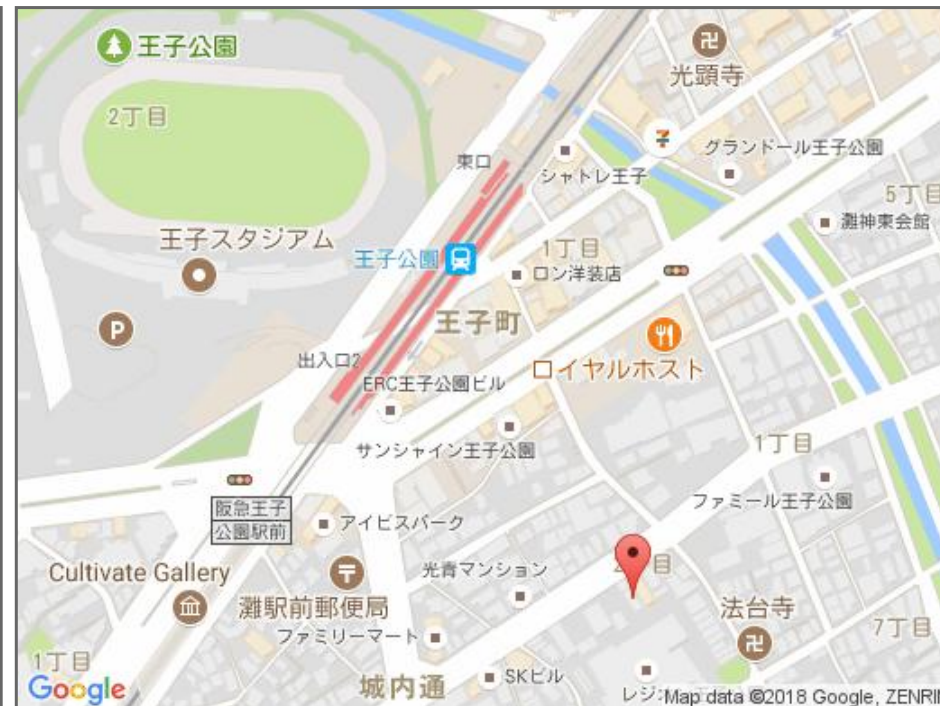 王子公園
光顕寺
2丁目
グランドール王子公園
東口
シャトレ王子
5丁目
灘神東会館
王子スタジアム
1丁目
王子公園
ロン洋装店
P
王子町
出入口2
ロイヤルホスト
ERC王子公園ビル
サンシャイン王子公園
1丁目
阪急王子
公園駅前
アイビスパーク
ファミール王子公園
Cultivate Gallery
光青マンション
目
灘駅前郵便局
法台寺
ファミリーマート
7丁目
1丁目
Google
城内通
SKビル
レジ
Map data ©2018 Google, ZENRIN